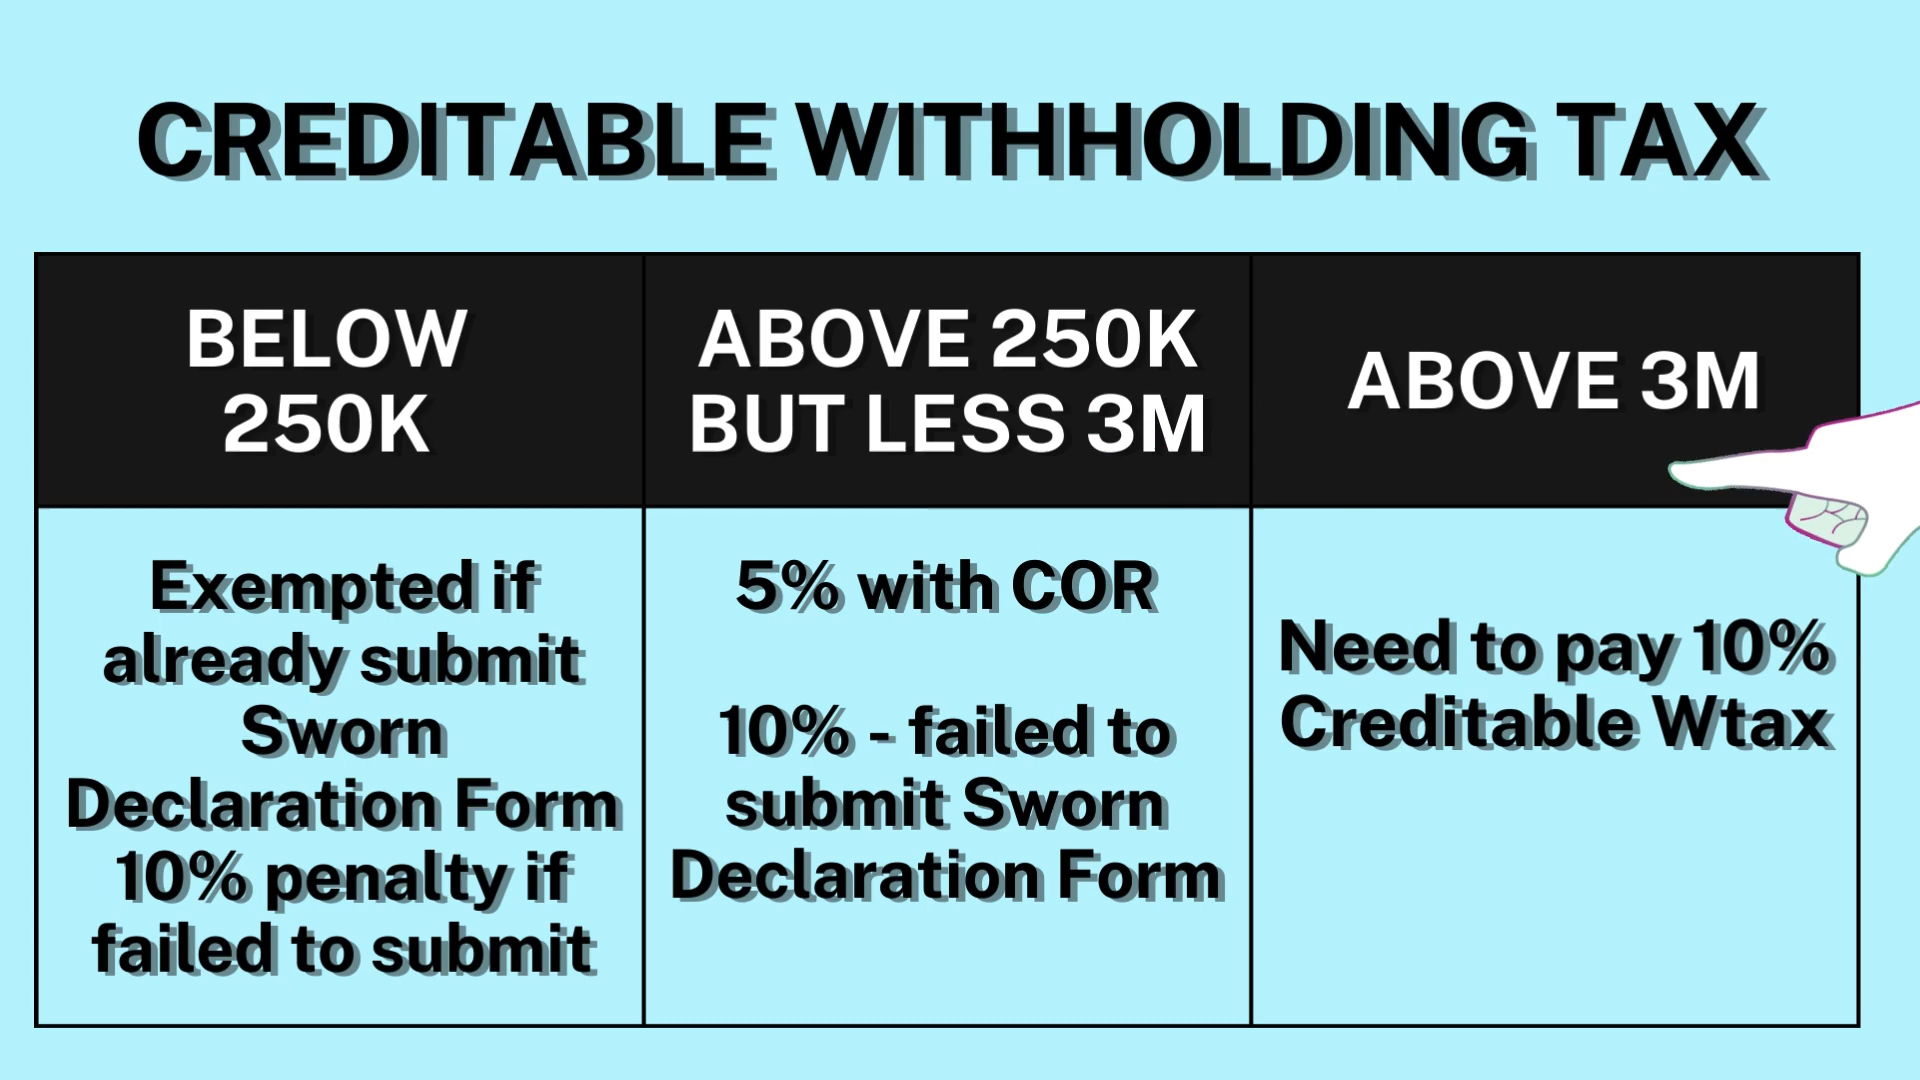 CREDITABLE WITHHOLDING TAX
BELOW
250K
ABOVE 250K
BUT LESS 3M
ABOVE 3M
Exempted if
already submit
Sworn
Declaration Form
10% penalty if
failed to submit
5% with COR
10% - failed to
submit Sworn
Declaration Form
Need to pay 10%
Creditable Wtax